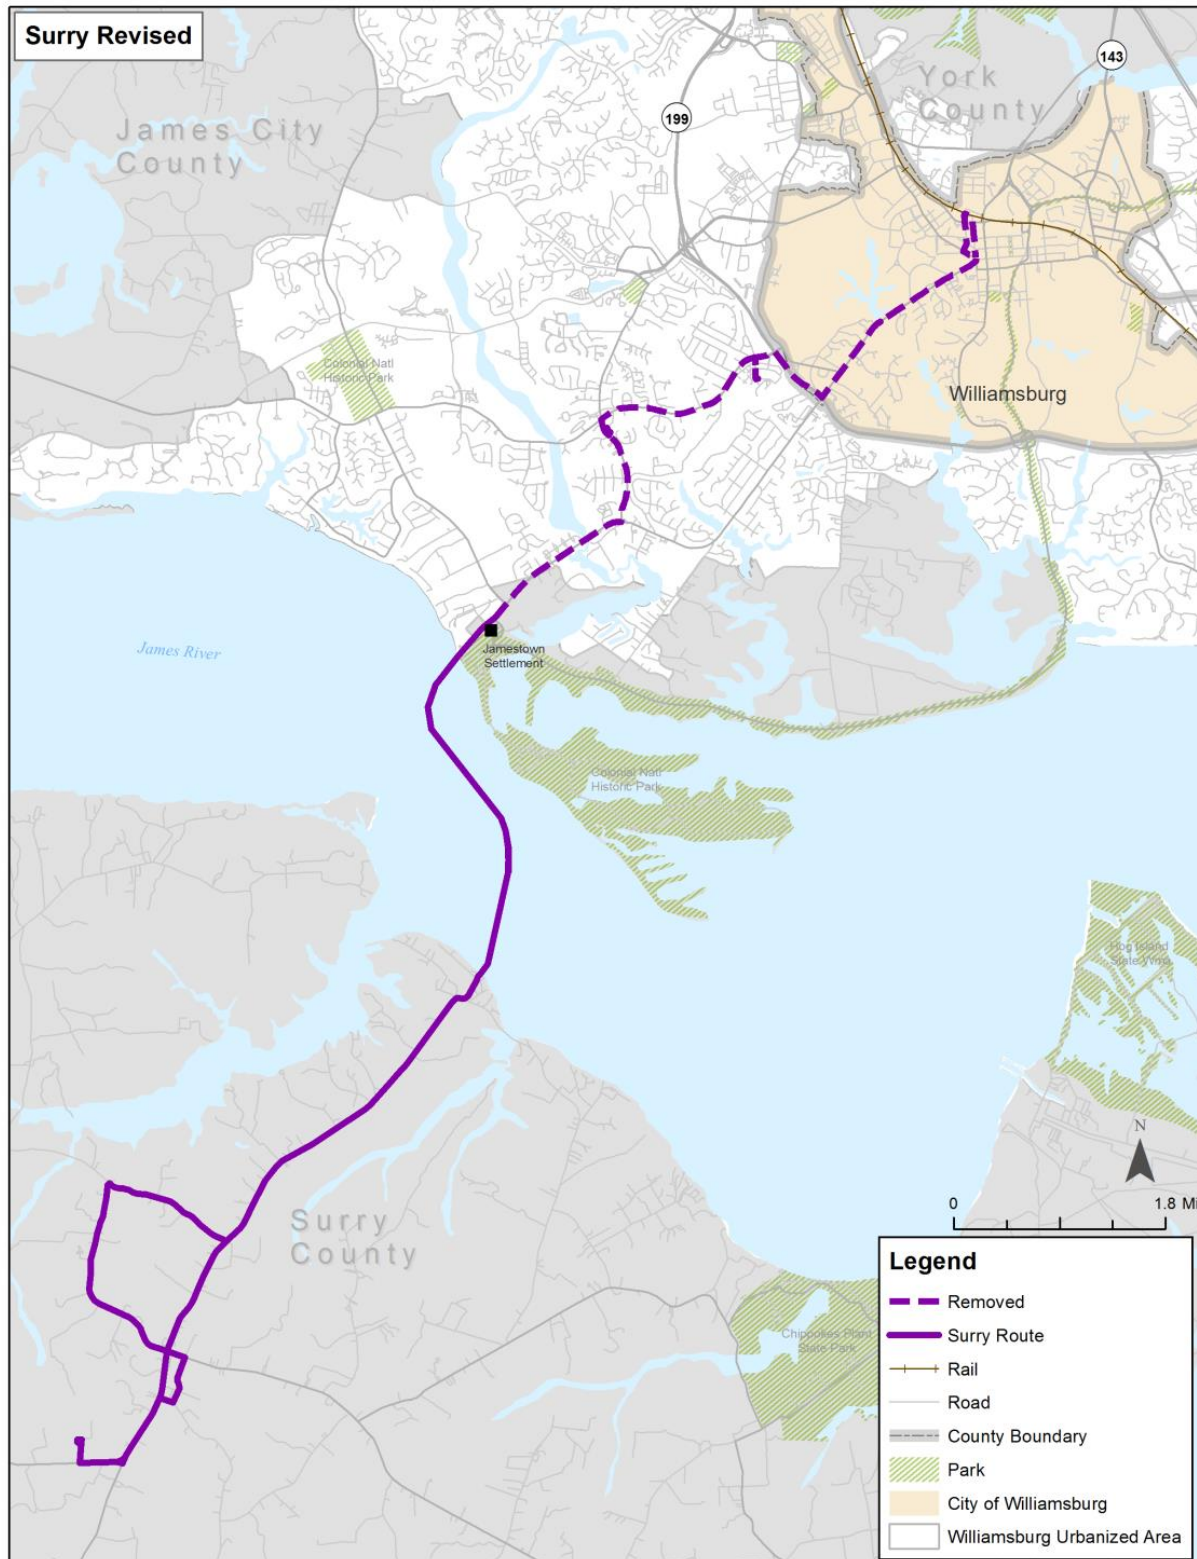 Surry Revised
James City
County
York
County
143
199
Colonial Natl
Historic Park
Williamsburg
James River
Jamestown
Settlement
Colonial Natl
Historic Park
Hog Island
State Wma
N
0
1.8 Mi
Surry
County
Chippokes Plant
State Park
Legend
Removed
Surry Route
Rail
Road
County Boundary
Park
City of Williamsburg
Williamsburg Urbanized Area